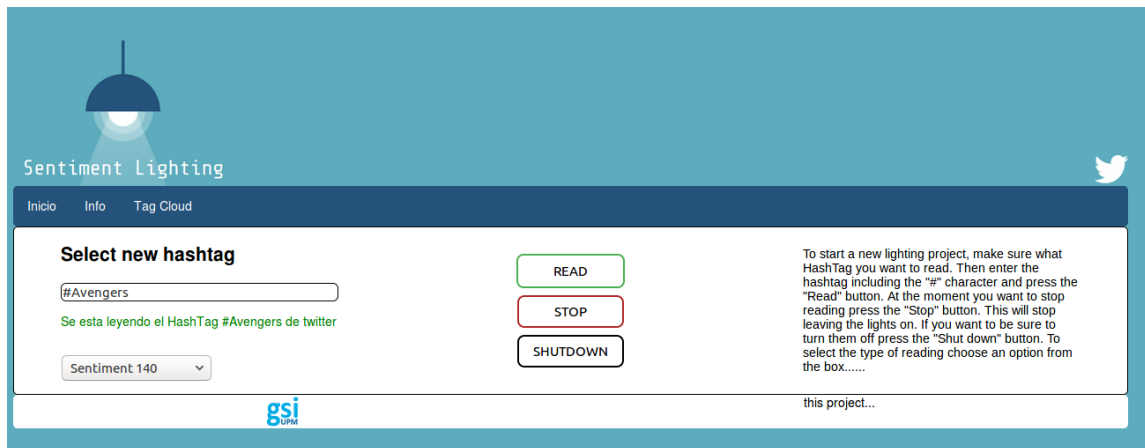 Sentiment Lighting
Inicio Info Tag Cloud
Select new hashtag
#Avengers
Se esta leyendo el HashTag #Avengers de twitter
Sentiment 140
READ
STOP
SHUTDOWN
To start a new lighting project, make sure what
HashTag you want to read. Then enter the
hashtag including the "#" character and press the
"Read" button. At the moment you want to stop
reading press the "Stop" button. This will stop
leaving the lights on. If you want to be sure to
turn them off press the "Shut down" button. To
select the type of reading choose an option from
the box......
this project...
gsi
UPM